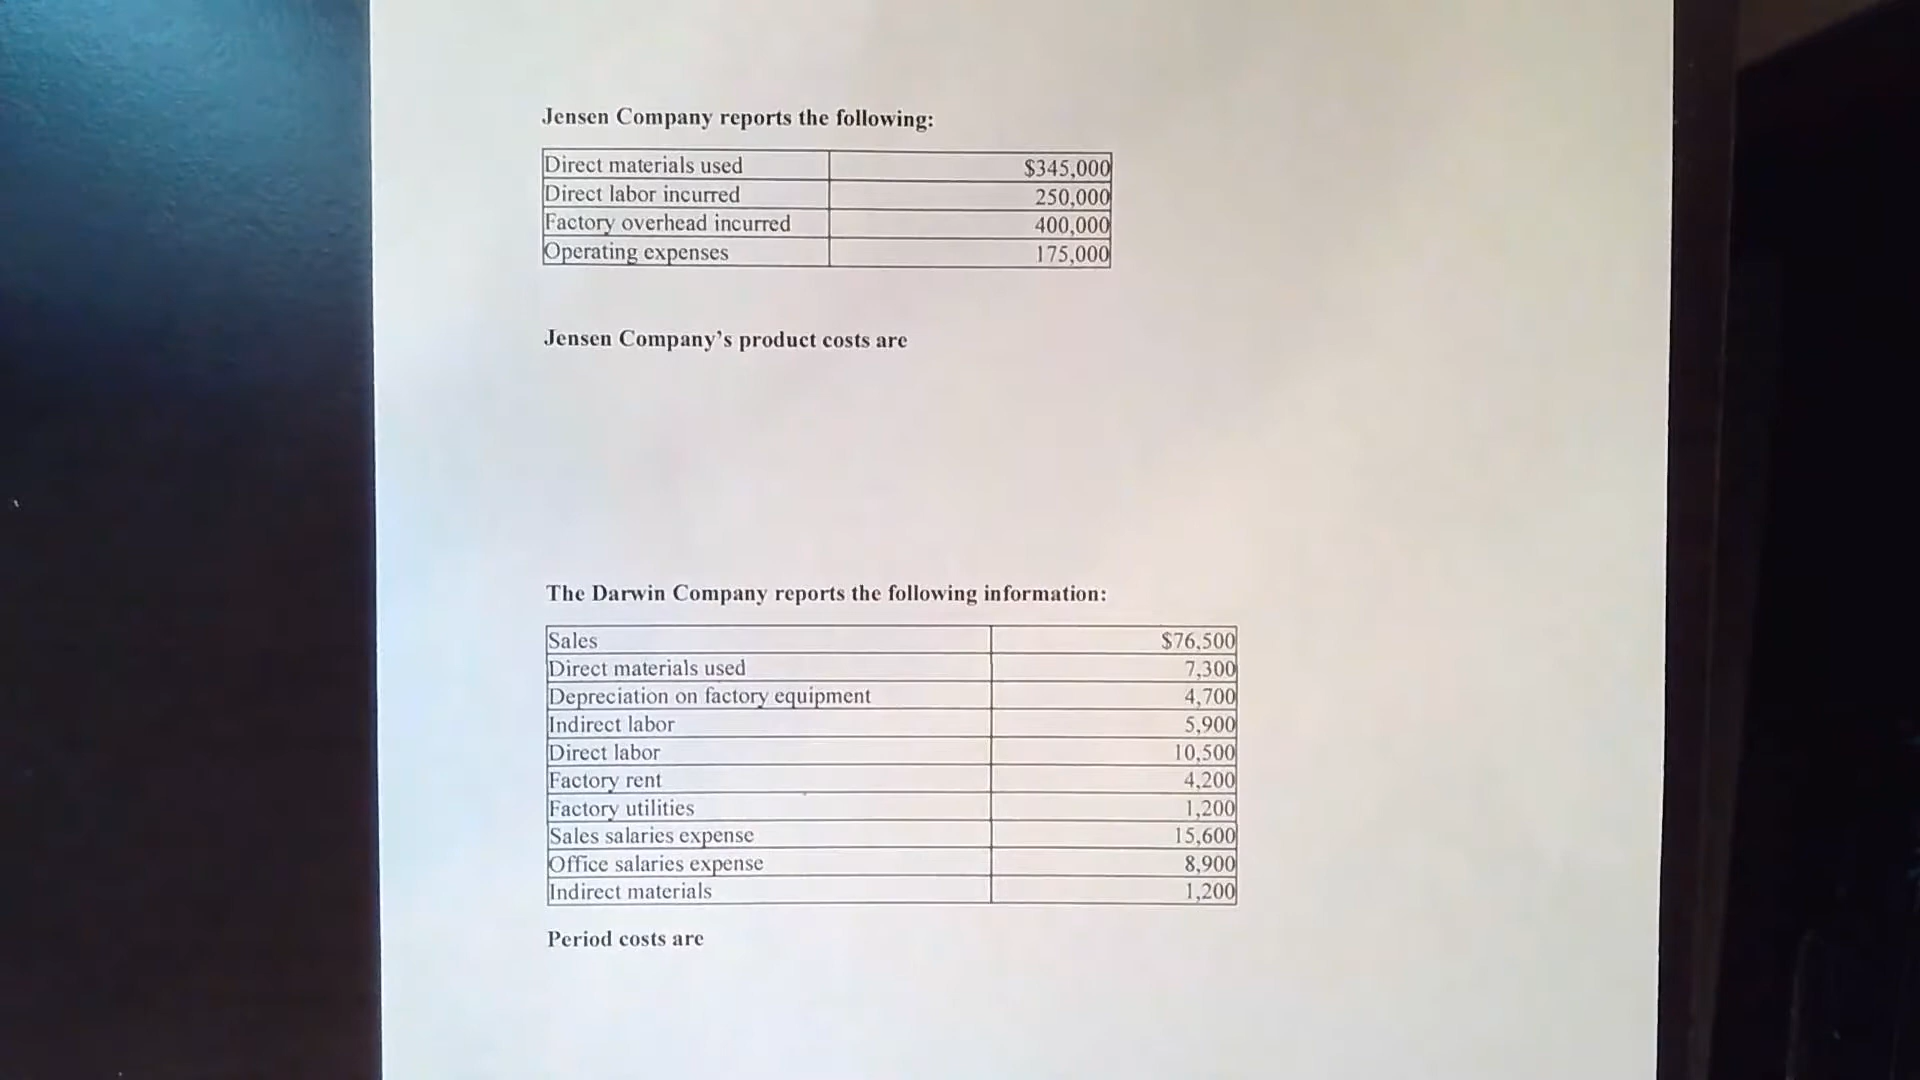 Jensen Company reports the following:
Direct materials used $345,000
Direct labor incurred 250,000
Factory overhead incurred 400,000
Operating expenses 175,000
Jensen Company's product costs are
The Darwin Company reports the following information:
Sales $76,500
Direct materials used 7,300
Depreciation on factory equipment 4,700
Indirect labor 5,900
Direct labor 10,500
Factory rent 4,200
Factory utilities 1,200
Sales salaries expense 15,600
Office salaries expense 8,900
Indirect materials 1,200
Period costs are